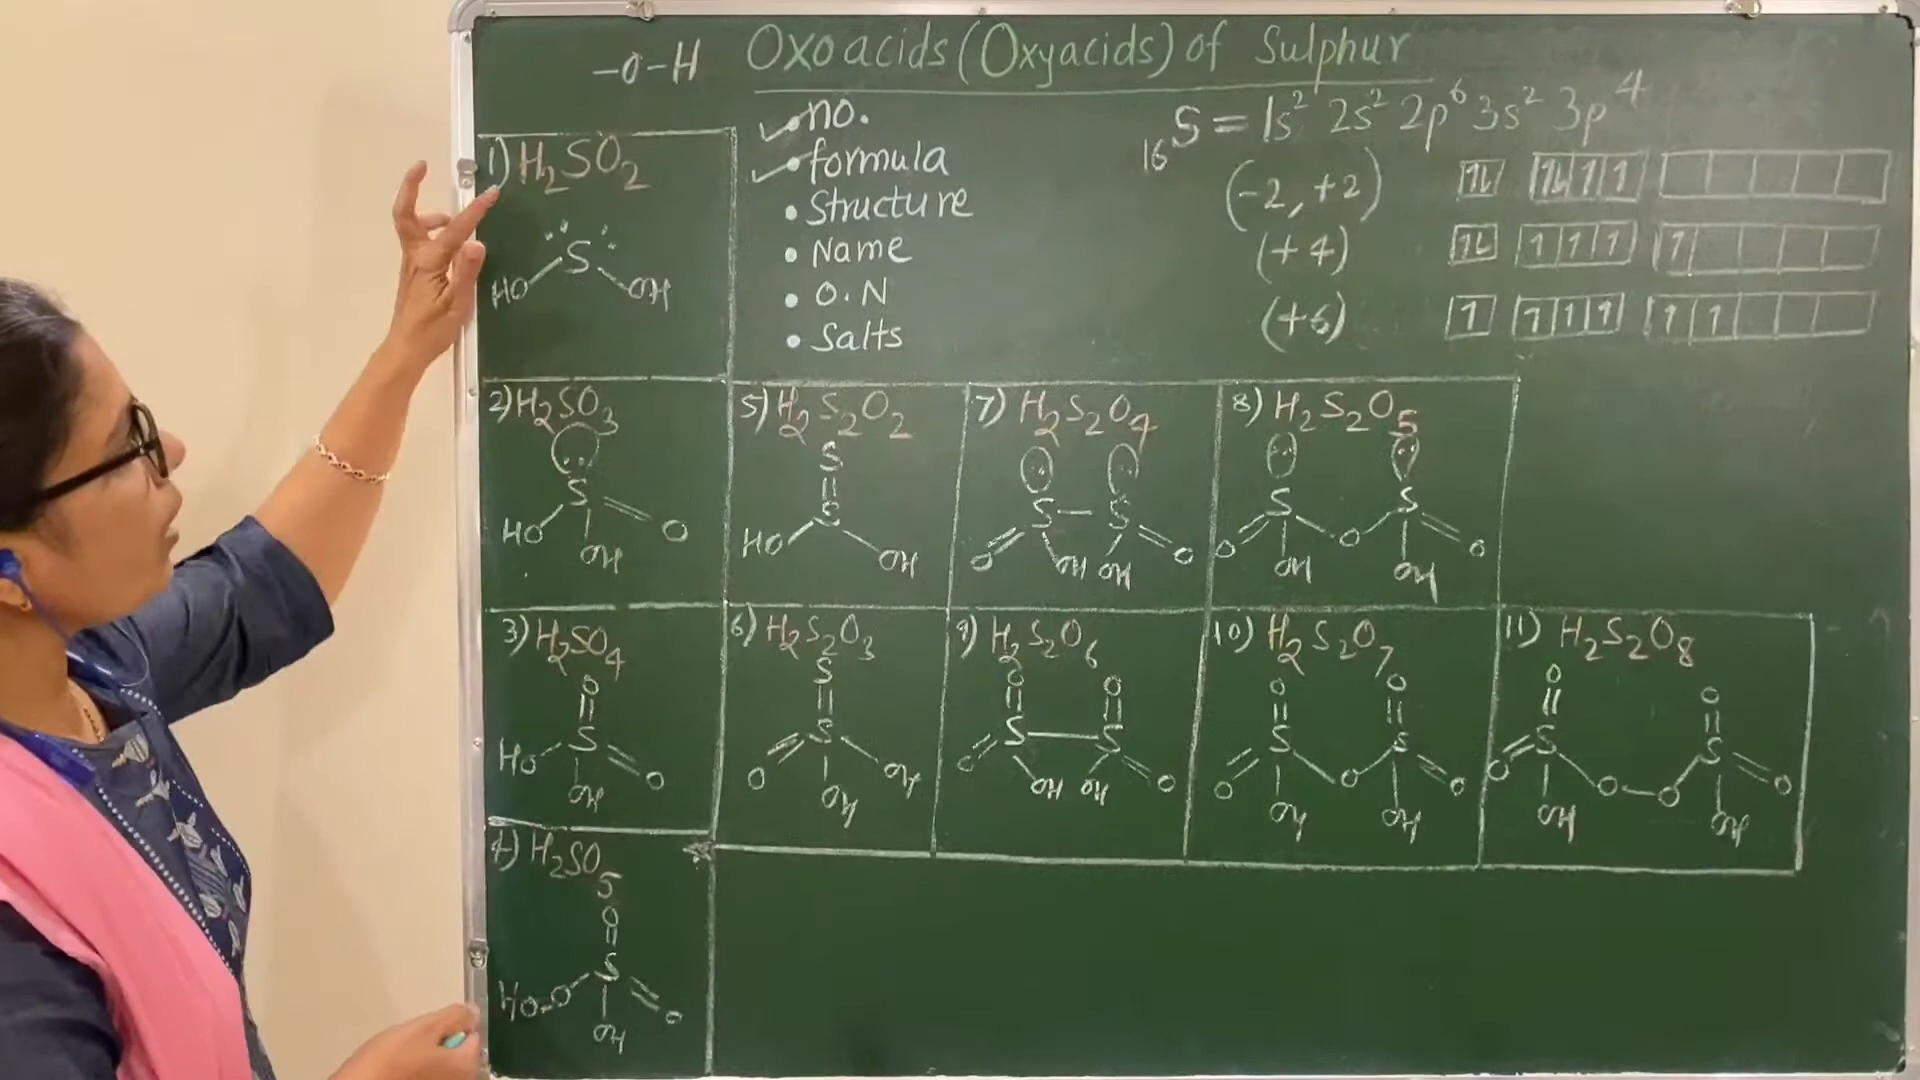 -O-H
Oxoacids (Oxyacids) of Sulphur
no.
formula
Structure
Name
O.N
Salts
₁₆S = 1s² 2s² 2p⁶ 3s² 3p⁴
(-2, +2)
(+4)
(+6)
1) H₂SO₂
S
HO OH
2) H₂SO₃
S
HO OH O
3) H₂SO₄
O
S
HO OH O
4) H₂SO₅
O
S
HO-O OH O
5) H₂S₂O₂
S
S
HO OH
6) H₂S₂O₃
S
S
O OH OH
7) H₂S₂O₄
S S
O OH OH O
8) H₂S₂O₅
S S
O OH O OH O
9) H₂S₂O₆
O O
S S
O OH OH O
10) H₂S₂O₇
O O
S S
O OH O OH O
11) H₂S₂O₈
O O
S S
O OH O O OH O